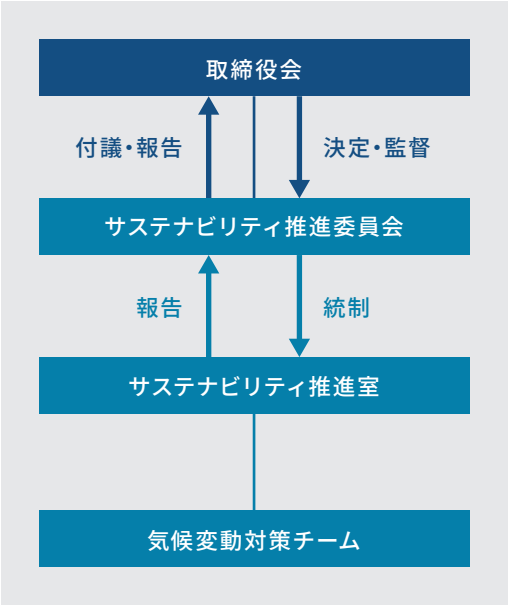 取締役会
付議・報告
決定・監督
サステナビリティ推進委員会
報告
統制
サステナビリティ推進室
気候変動対策チーム